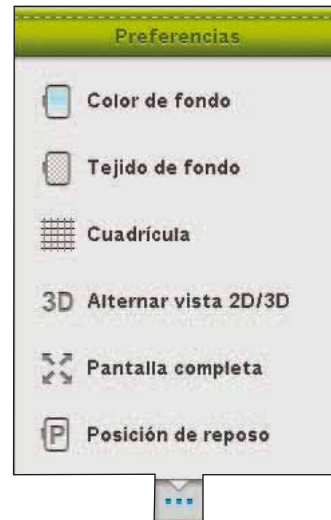 Preferencias
Color de fondo
Tejido de fondo
Cuadrícula
3D Alternar vista 2D/3D
Pantalla completa
P Posición de reposo